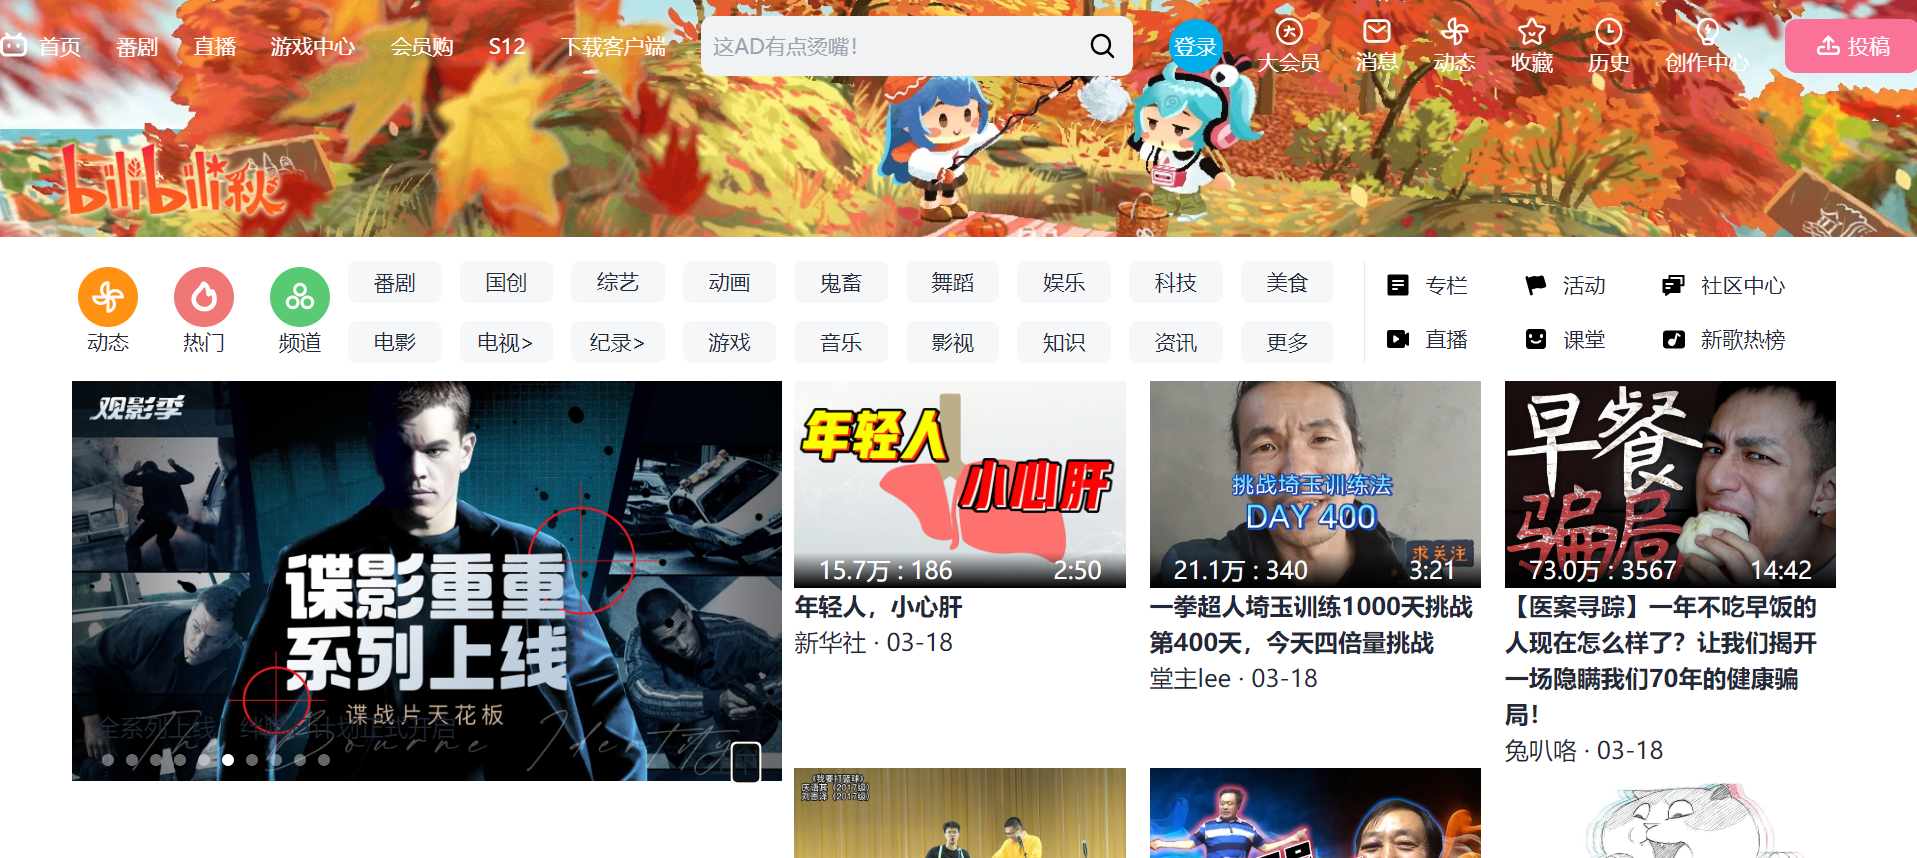 首页
番剧
直播
游戏中心
会员购
S12
下载客户端
这AD有点烫嘴！
登录
大会员
消息
动态
收藏
历史
创作中心
投稿
bilibili秋
动态
热门
频道
番剧
国创
综艺
动画
鬼畜
舞蹈
娱乐
科技
美食
电影
电视>
纪录>
游戏
音乐
影视
知识
资讯
更多
专栏
活动
社区中心
直播
课堂
新歌热榜
观影季
谍影重重
系列上线
谍战片天花板
The Bourne Identity
年轻人
小心肝
15.7万 : 186
2:50
年轻人，小心肝
新华社 · 03-18
挑战埼玉训练法
DAY 400
求关注
21.1万 : 340
3:21
一拳超人埼玉训练1000天挑战
第400天，今天四倍量挑战
堂主lee · 03-18
早餐
骗局
73.0万 : 3567
14:42
【医案寻踪】一年不吃早饭的
人现在怎么样了？让我们揭开
一场隐瞒我们70年的健康骗
局！
兔叭咯 · 03-18
《我要打篮球》